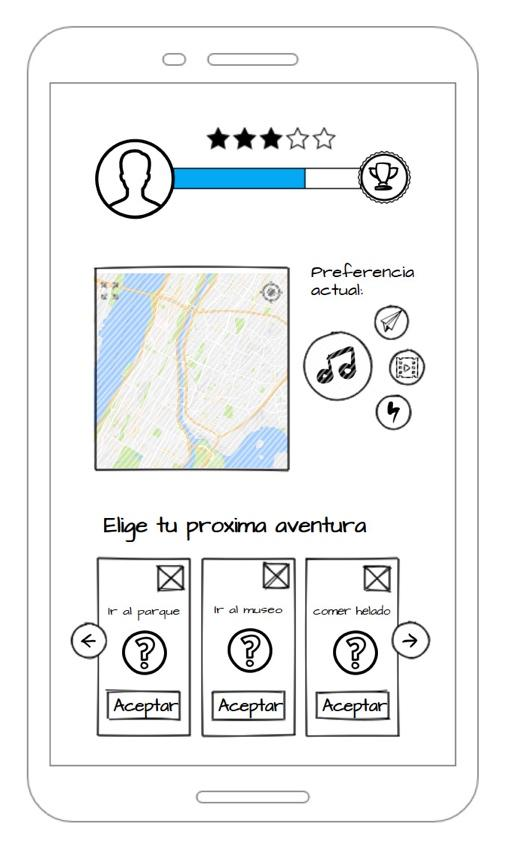 Preferencia
actual:
Elige tu proxima aventura
Ir al parque
Ir al museo
comer helado
?
?
?
Aceptar
Aceptar
Aceptar